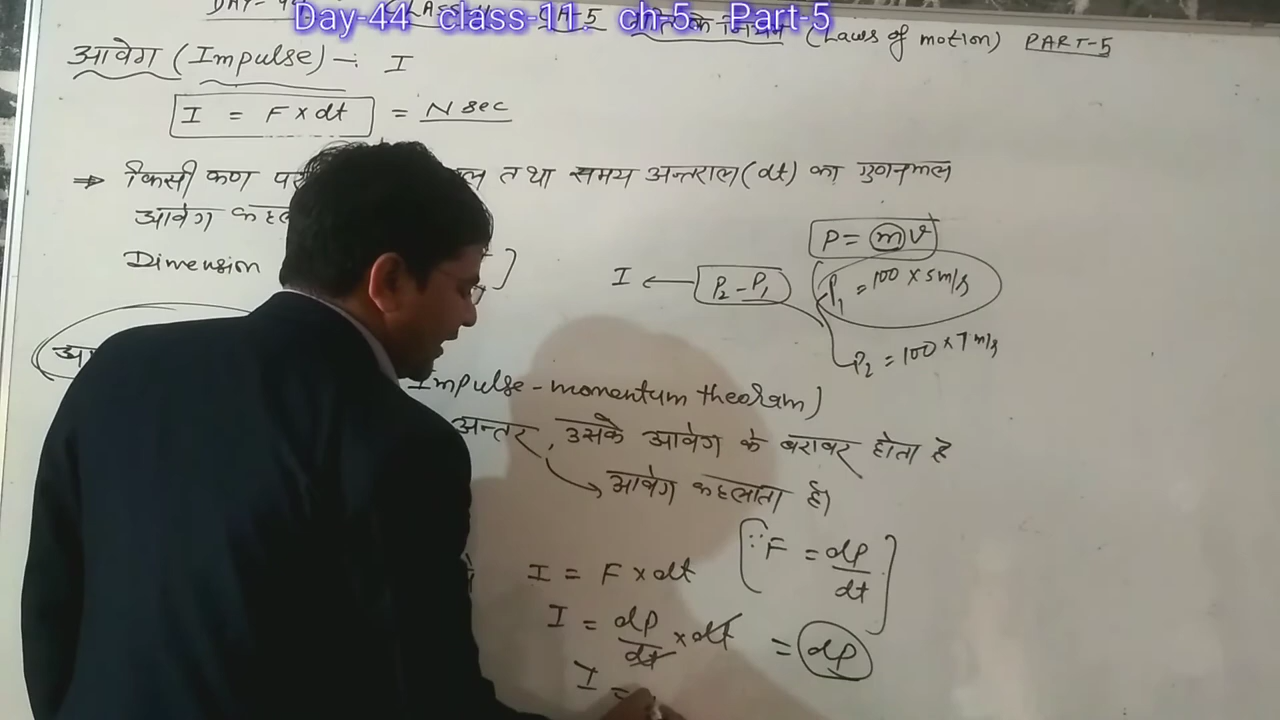 Day-44 class-11 ch-5 Part-5
(Laws of motion) PART-5
आवेग (Impulse) -: I
I = F x dt = N sec
⇒ किसी कण पर तथा समय अन्तराल (dt) का गुणनफल
आवेग
Dimension ]
P = mv
I ← P₂ - P₁
P₁ = 100 x 5 m/s
P₂ = 100 x 7 m/s
Impulse-momentum theoram)
अन्तर, उसके आवेग के बराबर होता है
आवेग कहलाता है।
I = F x dt [∵ F = dp/dt]
I = dp/dt x dt = dp
I =